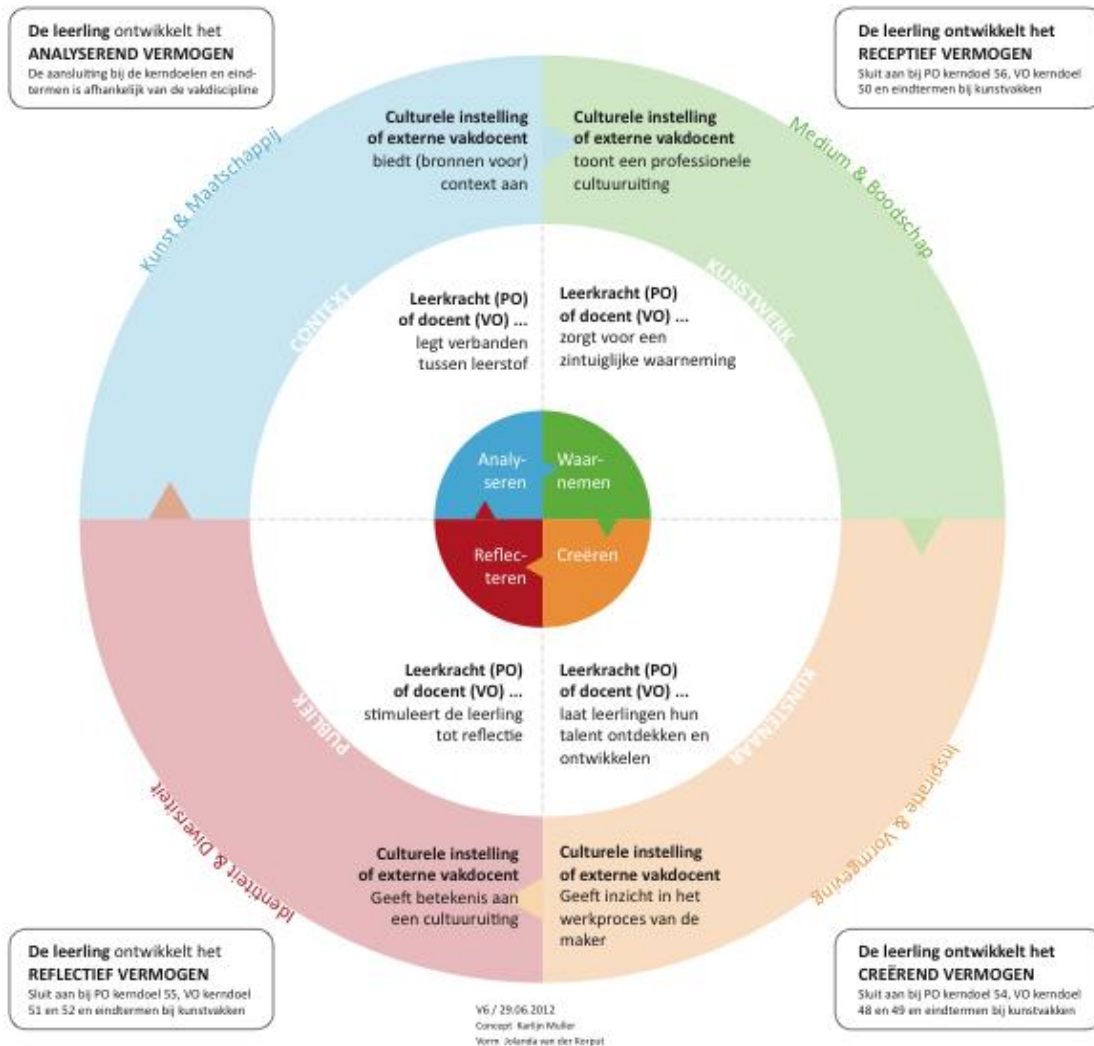 De leerling ontwikkelt het
ANALYSEREND VERMOGEN
De aansluiting bij de kerndoelen en eind-
termen is afhankelijk van de vakdiscipline
De leerling ontwikkelt het
RECEPTIEF VERMOGEN
Sluit aan bij PO kerndoel 56, VO kerndoel
50 en eindtermen bij kunstvakken
Kunst & Maatschappij
Culturele instelling
of externe vakdocent
biedt (bronnen voor)
context aan
Culturele instelling
of externe vakdocent
toont een professionele
cultuuruiting
Medium & Boodschap
CONTEXT
Leerkracht (PO)
of docent (VO) ...
legt verbanden
tussen leerstof
Leerkracht (PO)
of docent (VO) ...
zorgt voor een
zintuiglijke waarneming
KUNSTWERK
Analy-
seren
Waar-
nemen
Reflec-
teren
Creëren
PUBLIEK
Leerkracht (PO)
of docent (VO) ...
stimuleert de leerling
tot reflectie
Leerkracht (PO)
of docent (VO) ...
laat leerlingen hun
talent ontdekken en
ontwikkelen
KUNSTENAAR
Identiteit & Diversiteit
Culturele instelling
of externe vakdocent
Geeft betekenis aan
een cultuuruiting
Culturele instelling
of externe vakdocent
Geeft inzicht in het
werkproces van de
maker
Inspiratie & Vormgeving
De leerling ontwikkelt het
REFLECTIEF VERMOGEN
Sluit aan bij PO kerndoel 55, VO kerndoel
51 en 52 en eindtermen bij kunstvakken
De leerling ontwikkelt het
CREËREND VERMOGEN
Sluit aan bij PO kerndoel 54, VO kerndoel
48 en 49 en eindtermen bij kunstvakken
V6 / 29.06.2012
Concept Karlijn Muller
Vorm Jolanda van der Korput